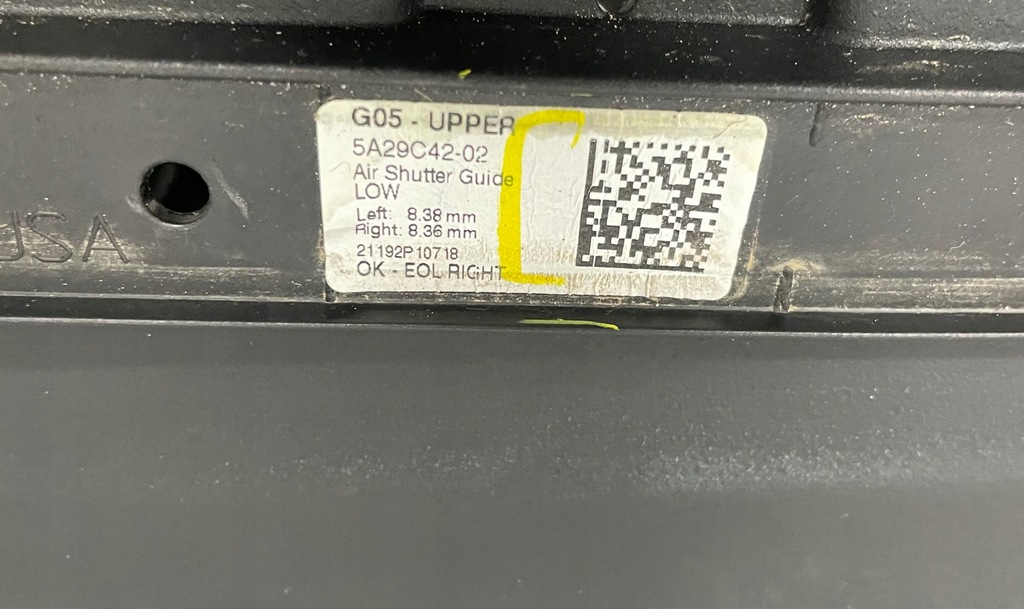 G05 - UPPER
5A29C42-02
Air Shutter Guide
LOW
Left: 8.38 mm
Right: 8.36 mm
21192P10718
OK - EOL RIGHT
USA